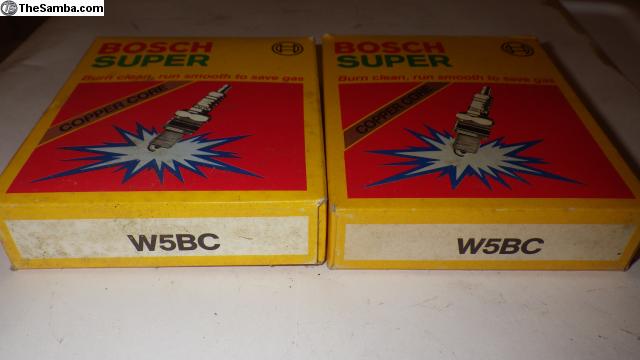 TheSamba.com
BOSCH
SUPER
Burn clean, run smooth to save gas
COPPER CORE
W5BC
BOSCH
SUPER
Burn clean, run smooth to save gas
COPPER CORE
W5BC